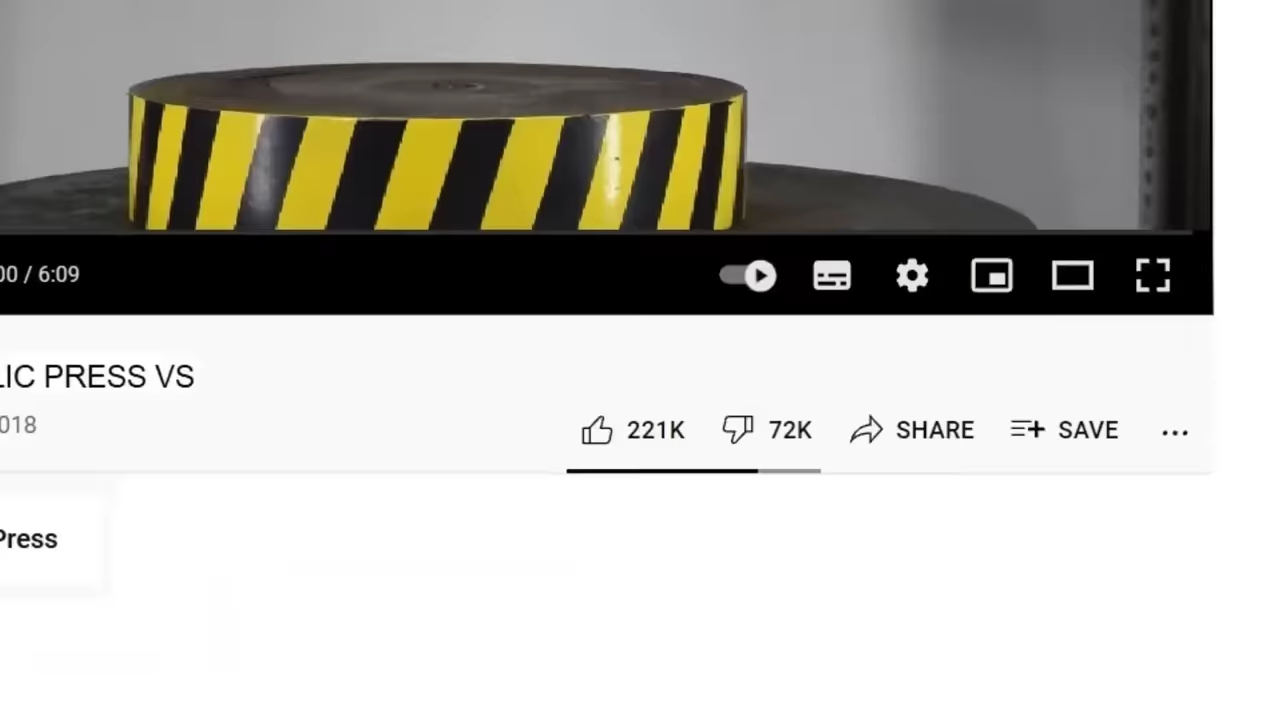 00 / 6:09
LIC PRESS VS
018
221K 72K SHARE SAVE
Press